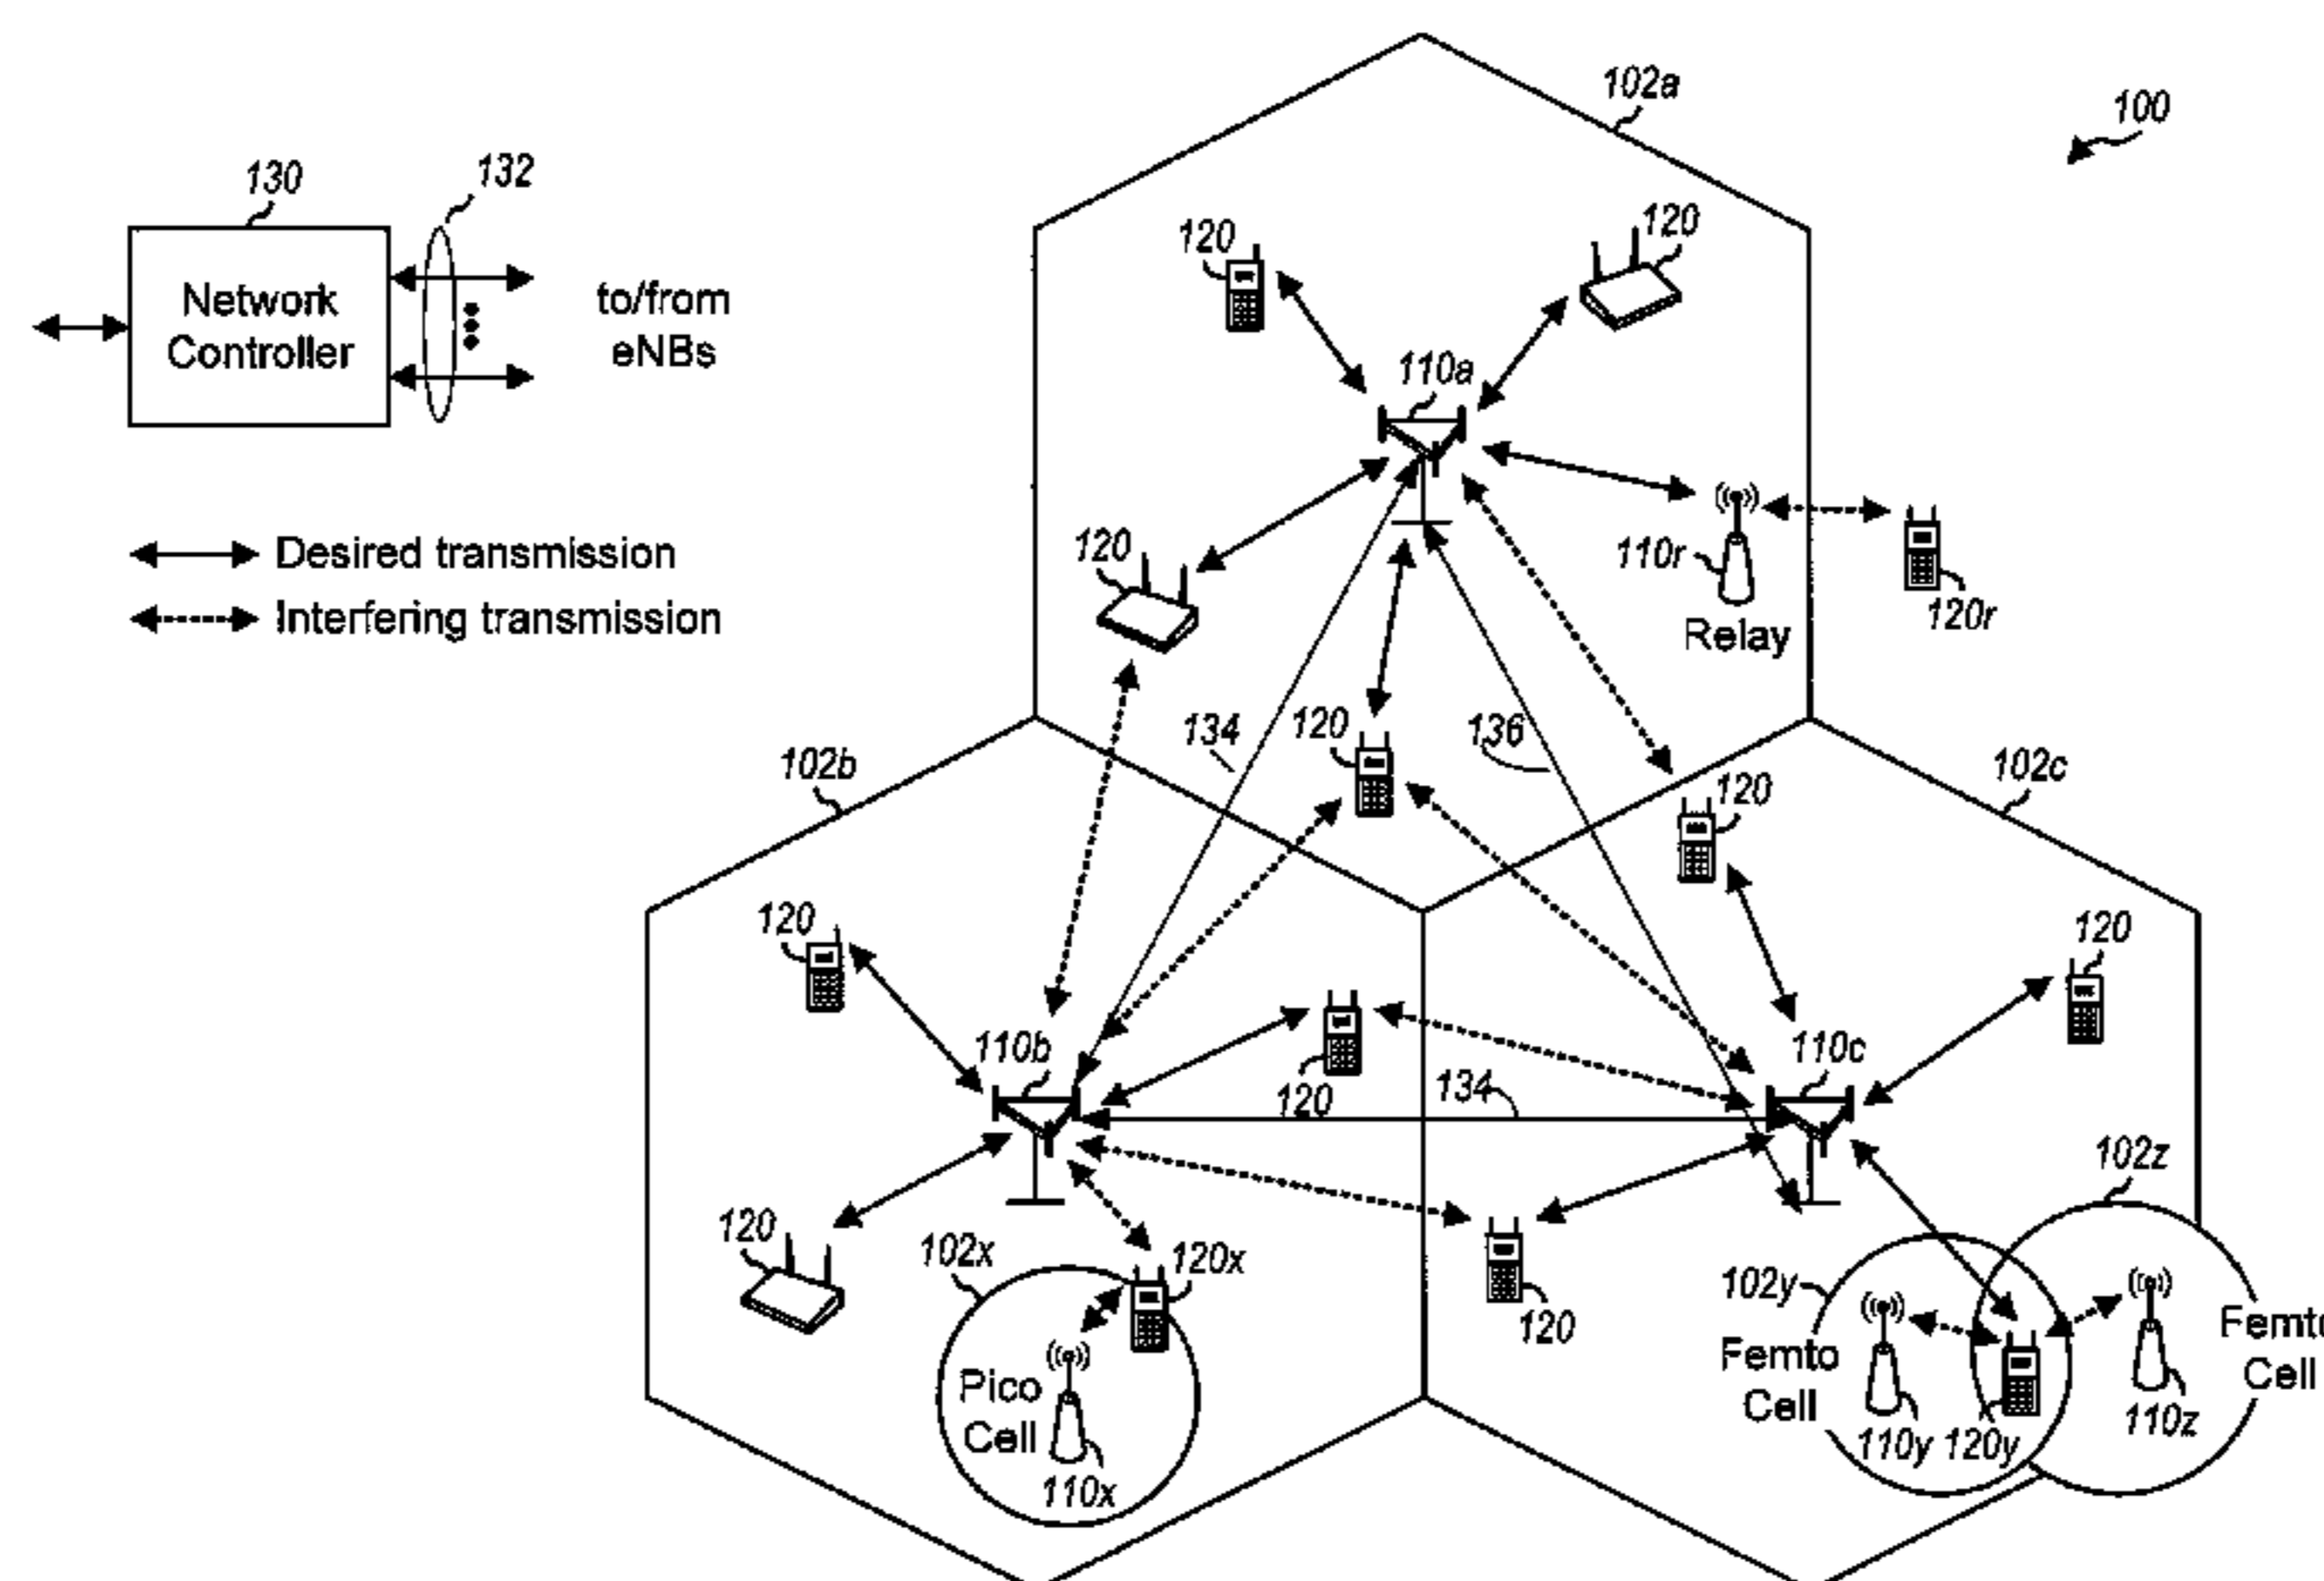 102a
100
130
132
120
120
Network
Controller
to/from
eNBs
110a
Desired transmission
Interfering transmission
120
110r
120r
Relay
134
120
136
102b
102c
120
120
120
110b
120
134
110c
102z
120
102x
120x
102y
120
Femto
Cell
Femto
Cell
Pico
Cell
110x
110y
120y
110z